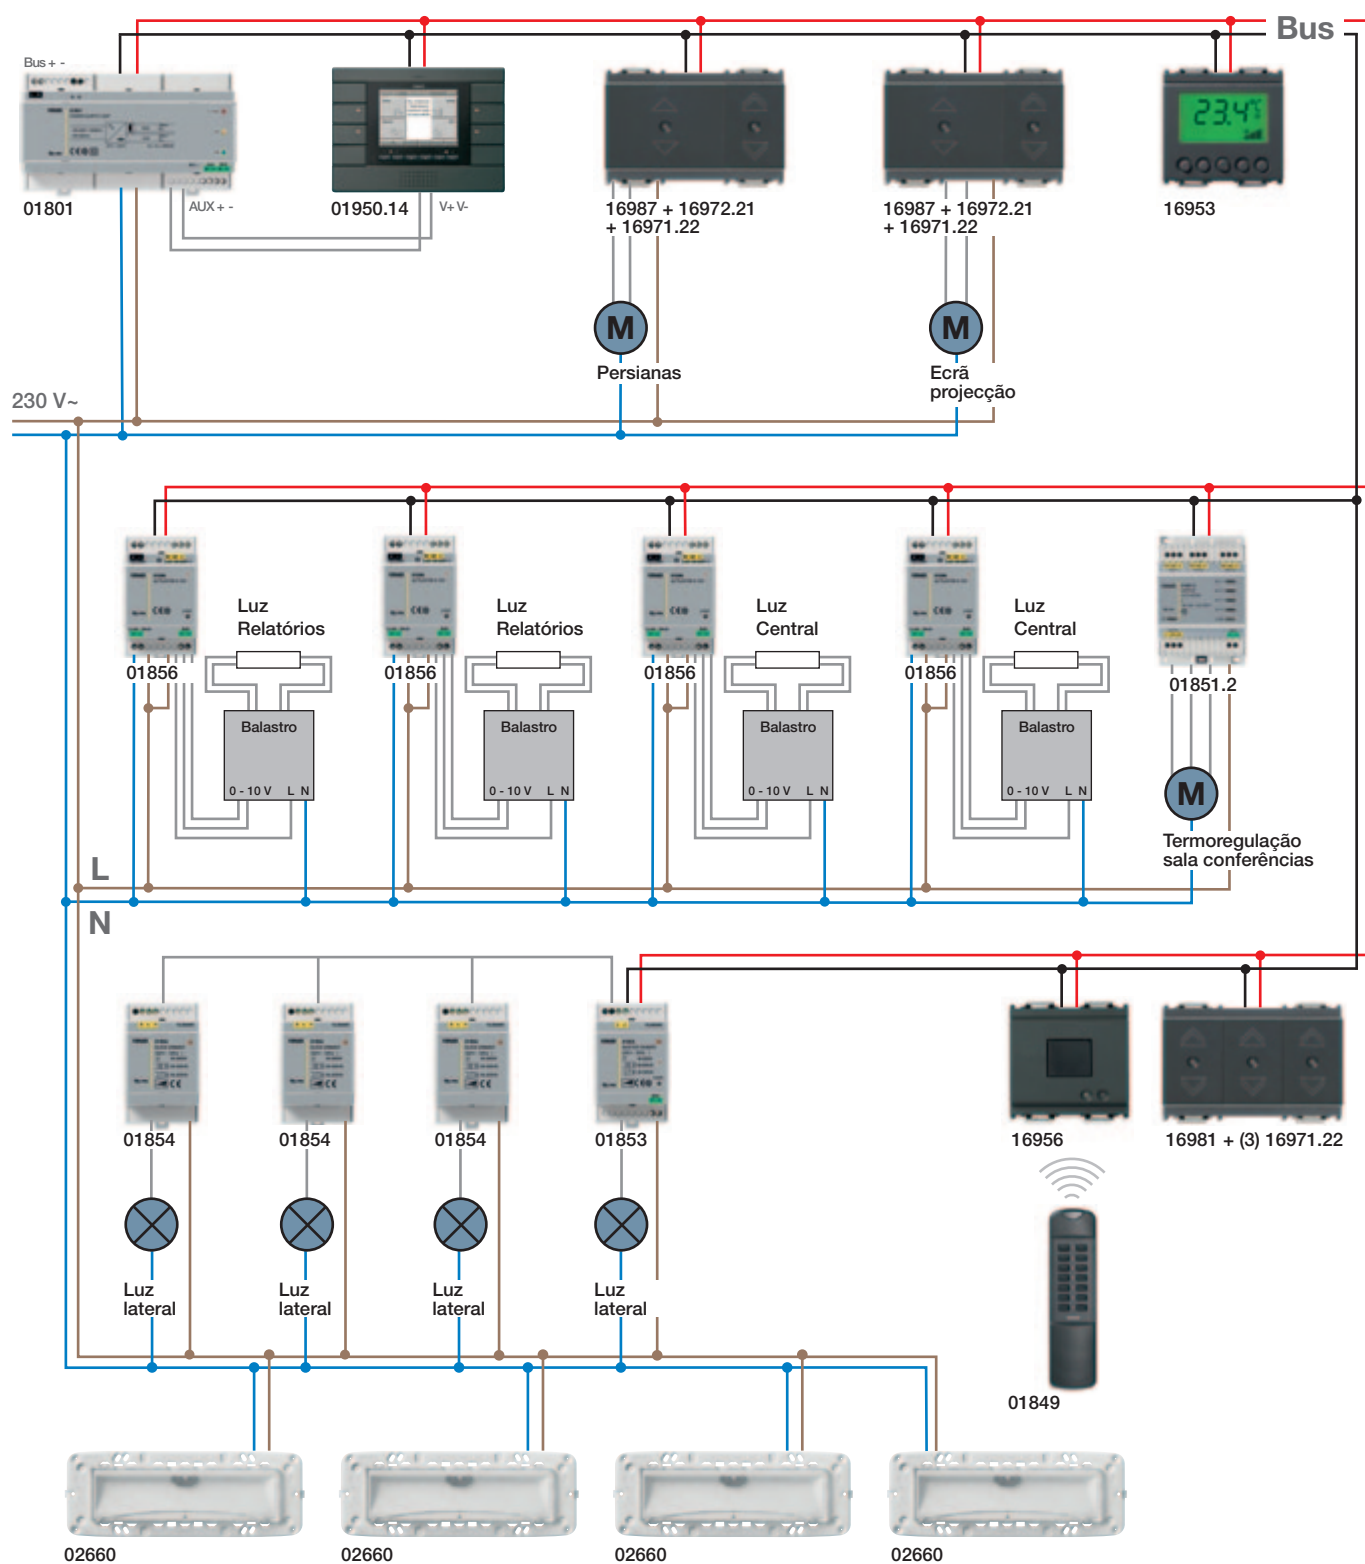 Bus
Bus + -
23.4°C
01801
AUX + -
01950.14
V+ V-
16987 + 16972.21
+ 16971.22
16987 + 16972.21
+ 16971.22
16953
M
M
Persianas
Ecrã
projecção
230 V~
Luz
Relatórios
Luz
Relatórios
Luz
Central
Luz
Central
01856
01856
01856
01856
01851.2
Balastro
Balastro
Balastro
Balastro
0 - 10 V L N
0 - 10 V L N
0 - 10 V L N
0 - 10 V L N
M
Termoregulação
sala conferências
L
N
01854
01854
01854
01853
16956
16981 + (3) 16971.22
Luz
lateral
Luz
lateral
Luz
lateral
Luz
lateral
01849
02660
02660
02660
02660